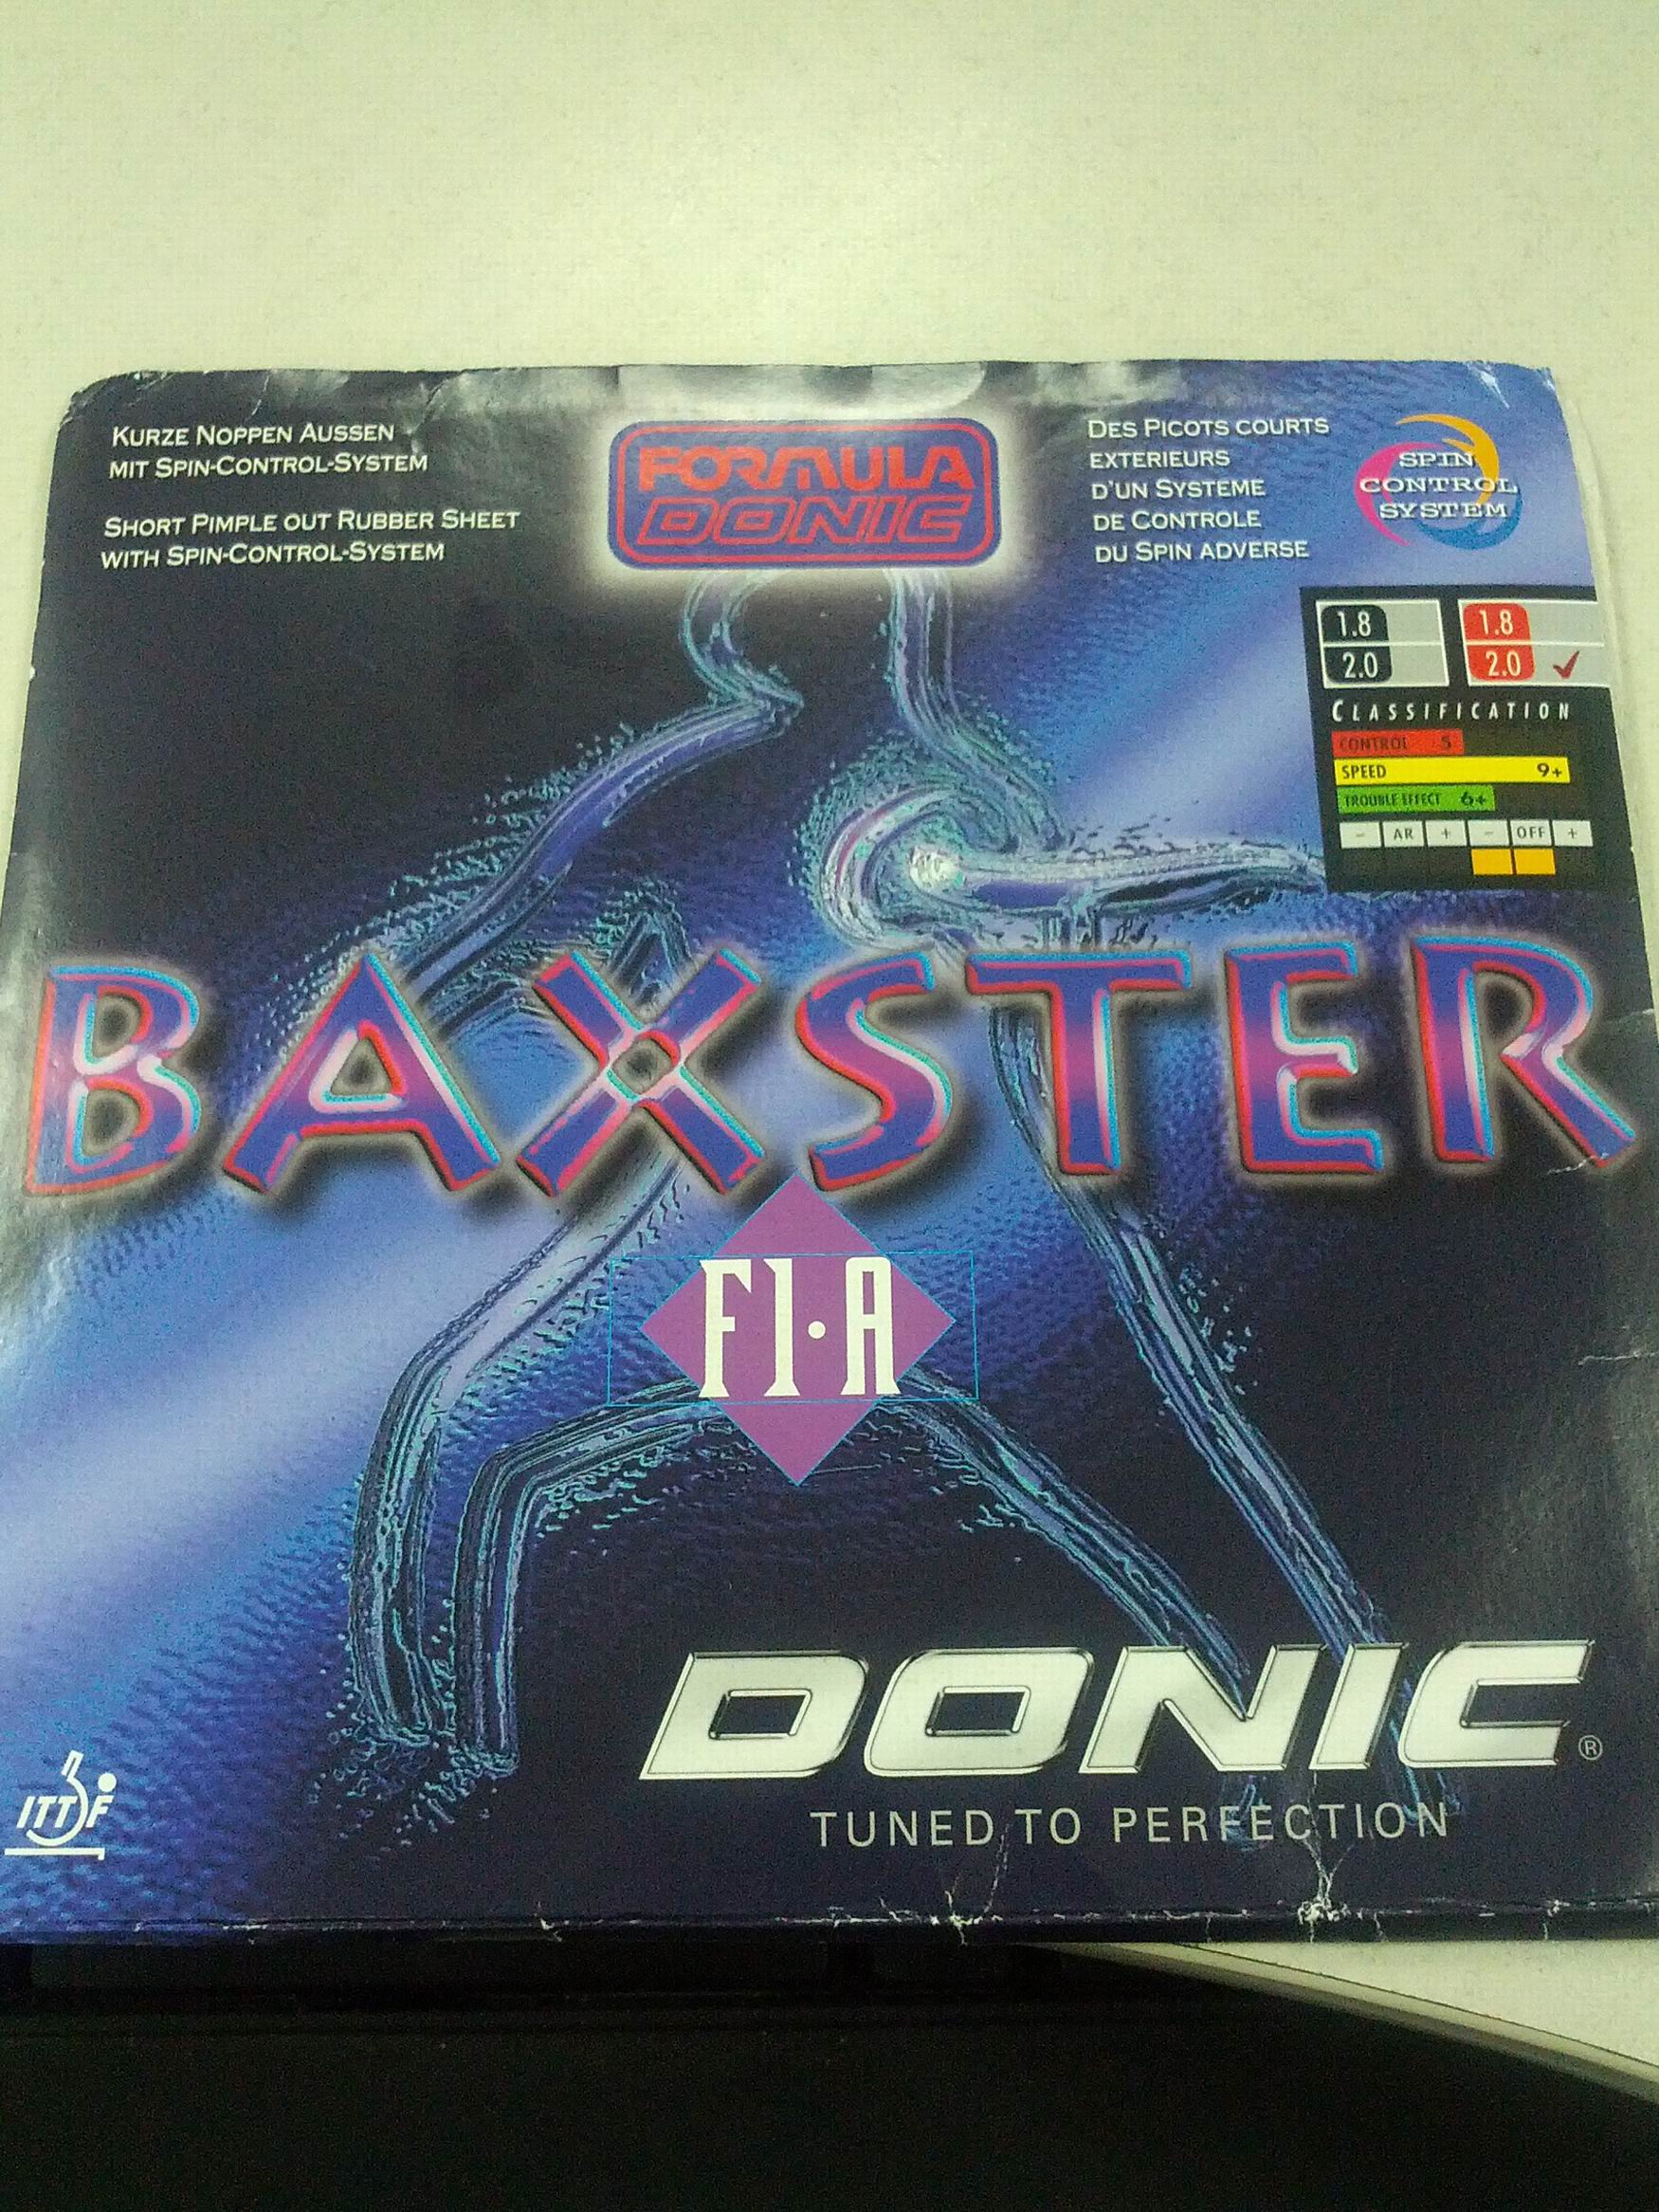 KURZE NOPPEN AUSSEN
MIT SPIN-CONTROL-SYSTEM
SHORT PIMPLE OUT RUBBER SHEET
WITH SPIN-CONTROL-SYSTEM
FORMULA
DONIC
DES PICOTS COURTS
EXTERIEURS
D'UN SYSTEME
DE CONTROLE
DU SPIN ADVERSE
SPIN
CONTROL
SYSTEM
1.8 1.8
2.0 2.0 ✓
CLASSIFICATION
CONTROL 5
SPEED 9+
TROUBLE EFFECT 6+
- AR + - OFF +
BAXSTER
F1·A
DONIC®
TUNED TO PERFECTION
ITTF